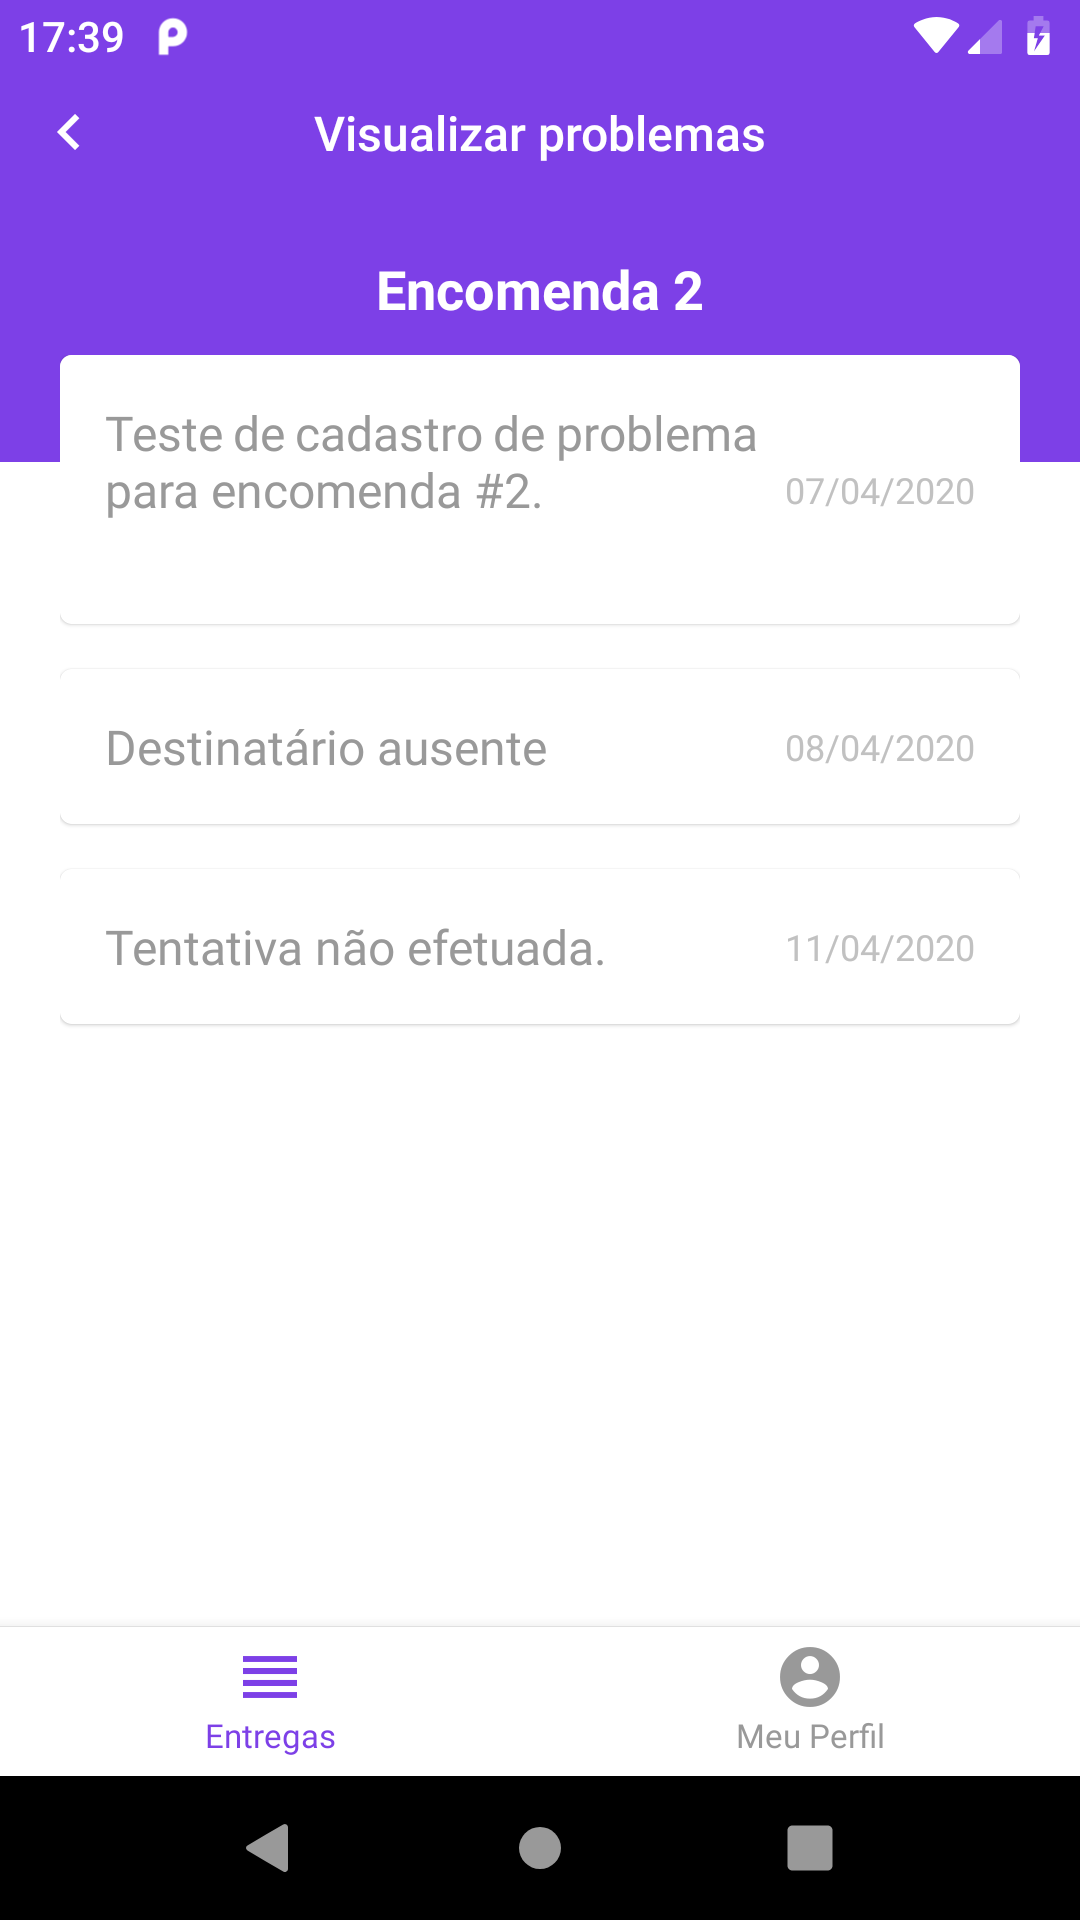 17:39
Visualizar problemas
Encomenda 2
Teste de cadastro de problema
para encomenda #2.
07/04/2020
Destinatário ausente
08/04/2020
Tentativa não efetuada.
11/04/2020
Entregas
Meu Perfil